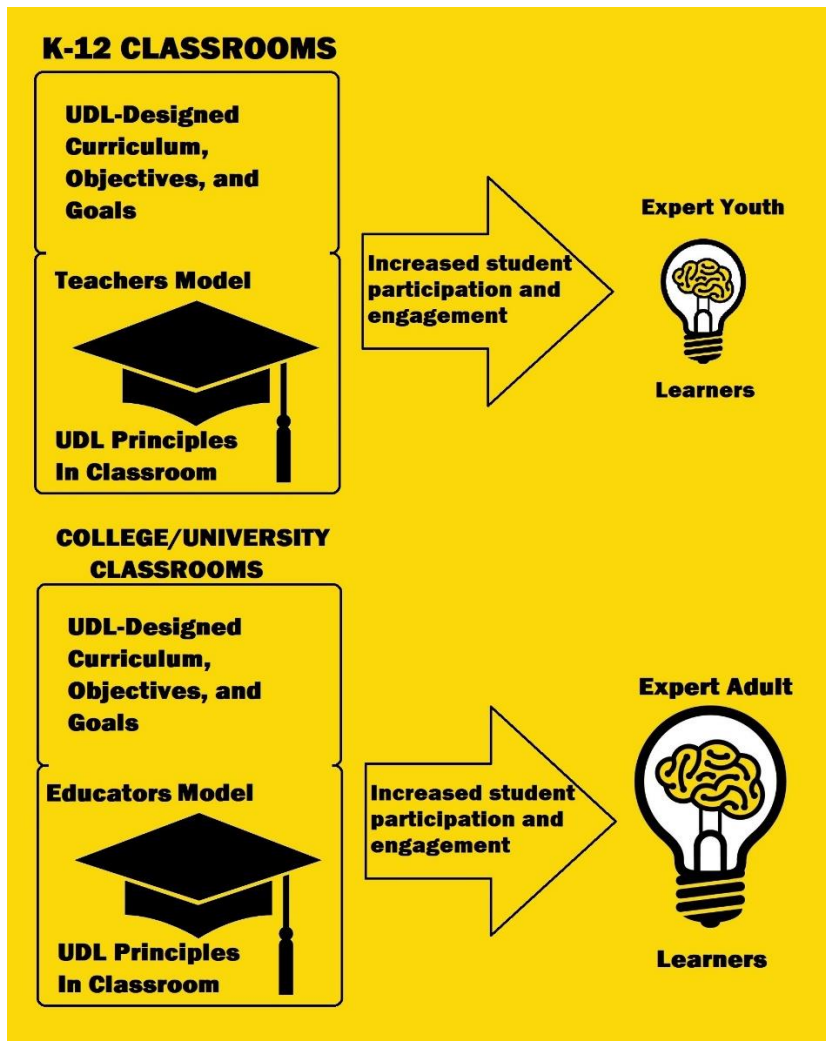 K-12 CLASSROOMS
UDL-Designed
Curriculum,
Objectives, and
Goals
Teachers Model
UDL Principles
In Classroom
Increased student
participation and
engagement
Expert Youth
Learners
COLLEGE/UNIVERSITY
CLASSROOMS
UDL-Designed
Curriculum,
Objectives, and
Goals
Educators Model
UDL Principles
In Classroom
Increased student
participation and
engagement
Expert Adult
Learners